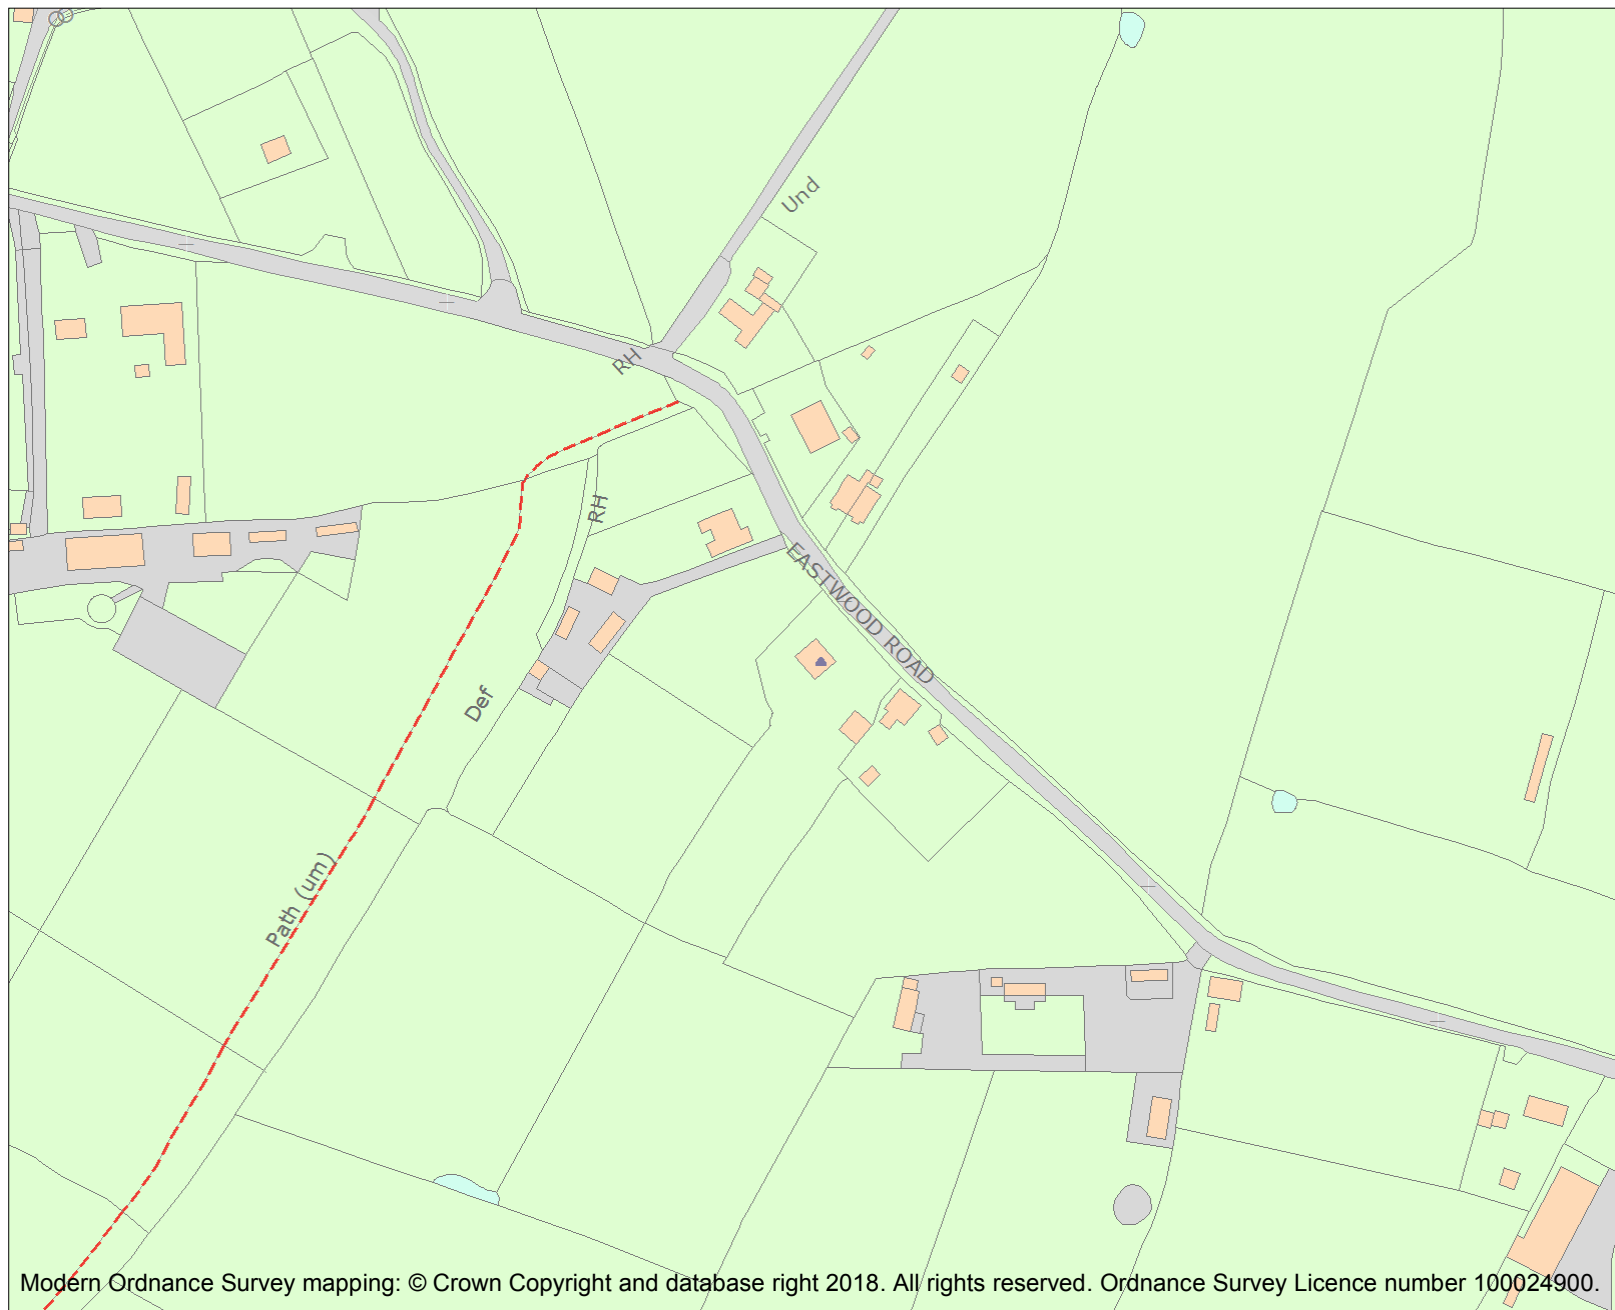 Und
RH
RH
EASTWOOD ROAD
Def
Path (um)
Modern Ordnance Survey mapping: © Crown Copyright and database right 2018. All rights reserved. Ordnance Survey Licence number 100024900.